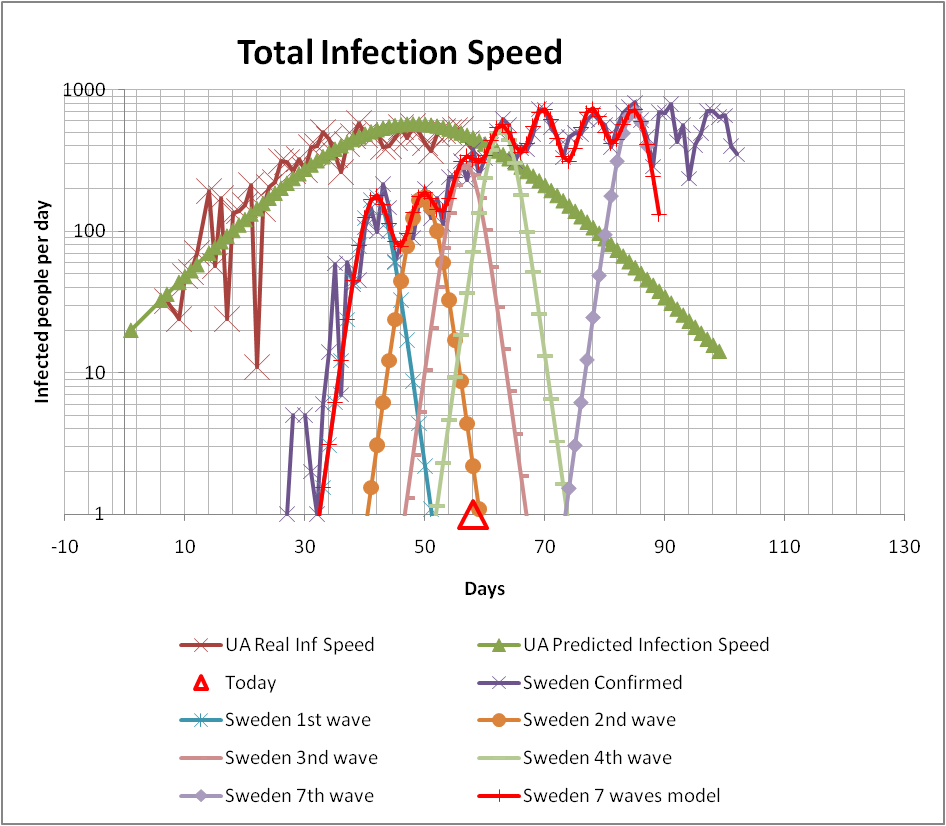 Total Infection Speed
1000
100
10
1
Infected people per day
-10 10 30 50 70 90 110 130
Days
UA Real Inf Speed UA Predicted Infection Speed
Today Sweden Confirmed
Sweden 1st wave Sweden 2nd wave
Sweden 3nd wave Sweden 4th wave
Sweden 7th wave Sweden 7 waves model